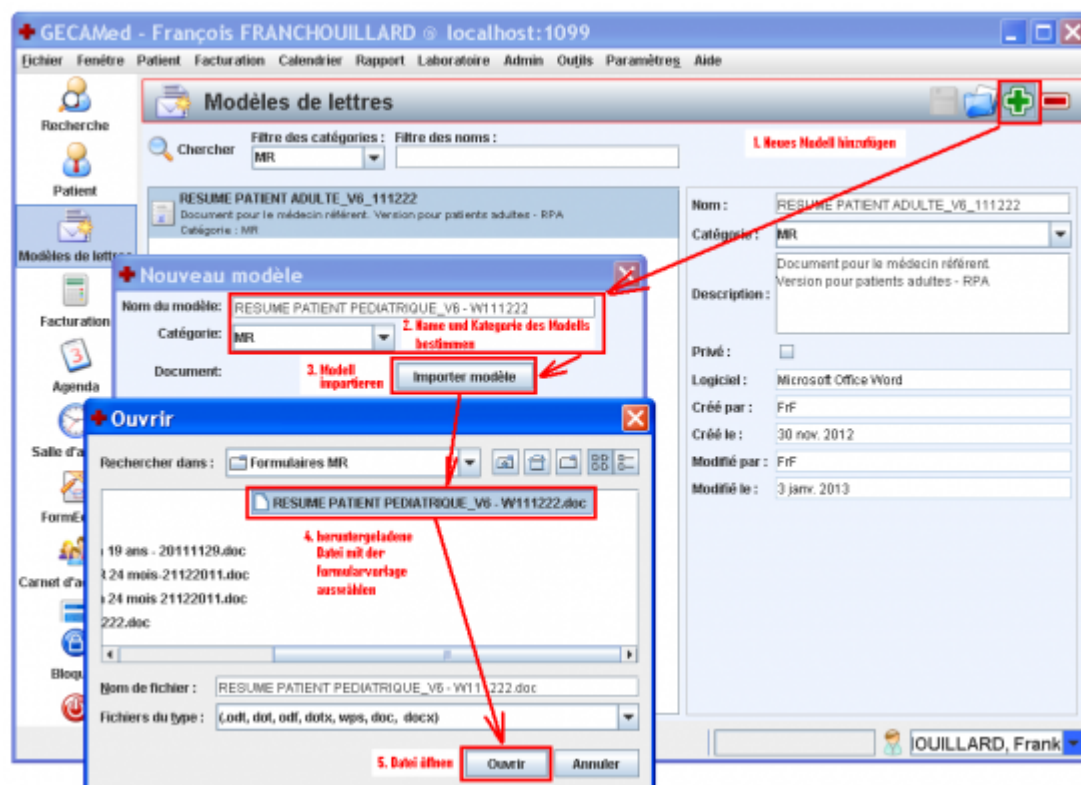 GECAMed - François FRANCHOUILLARD @ localhost:1099
Fichier Fenêtre Patient Facturation Calendrier Rapport Laboratoire Admin Outils Paramètres Aide
Recherche
Patient
Modèles de lettres
Facturation
Agenda
Salle d'a
FormE
Carnet d'a
Bloqu
Modèles de lettres
Chercher
Filtre des catégories : Filtre des noms :
MR
1. Neues Modell hinzufügen
RESUME PATIENT ADULTE_V6_111222
Document pour le médecin référent. Version pour patients adultes - RPA
Catégorie : MR
Nom : RESUME PATIENT ADULTE_V6_111222
Catégorie : MR
Description : Document pour le médecin référent.
Version pour patients adultes - RPA
Privé :
Logiciel : Microsoft Office Word
Créé par : FrF
Créé le : 30 nov. 2012
Modifié par : FrF
Modifié le : 3 janv. 2013
Nouveau modèle
Nom du modèle: RESUME PATIENT PEDIATRIQUE_V6 - W111222
Catégorie: MR
2. Name und Kategorie des Modells
bestimmen
Document:
3. Modell
importieren
Importer modèle
Ouvrir
Rechercher dans : Formulaires MR
RESUME PATIENT PEDIATRIQUE_V6 - W111222.doc
19 ans - 20111129.doc
24 mois-21122011.doc
24 mois 21122011.doc
222.doc
4. heruntergeladene
Datei mit der
formularvorlage
auswählen
Nom de fichier : RESUME PATIENT PEDIATRIQUE_V6 - W111222.doc
Fichiers du type : (.odt, dot, odf, dotx, wps, doc, docx)
5. Datei öffnen
Ouvrir Annuler
OUILLARD, Frank